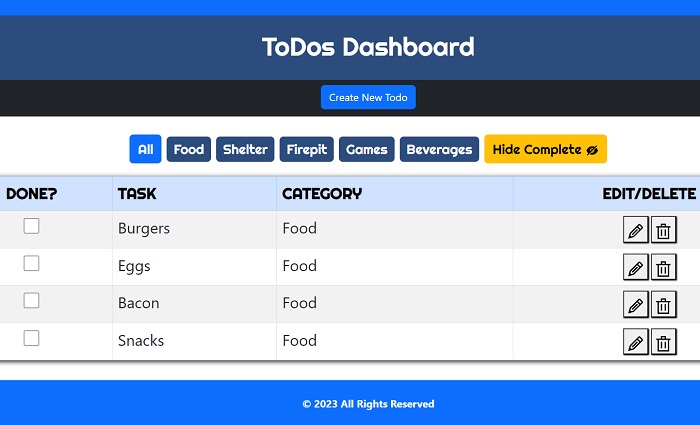 ToDos Dashboard
Create New Todo
All Food Shelter Firepit Games Beverages Hide Complete
DONE? TASK CATEGORY EDIT/DELETE
Burgers Food
Eggs Food
Bacon Food
Snacks Food
© 2023 All Rights Reserved